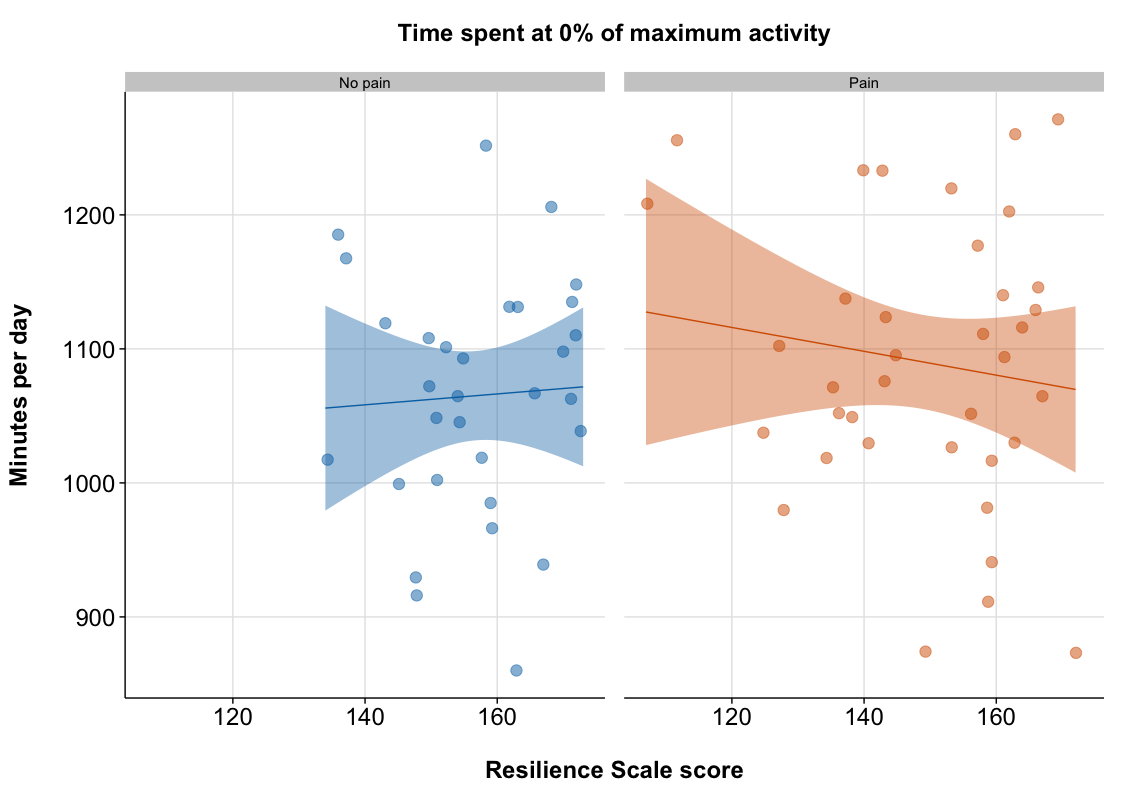 Time spent at 0% of maximum activity
No pain
Pain
Minutes per day
1200
1100
1000
900
120 140 160
120 140 160
Resilience Scale score